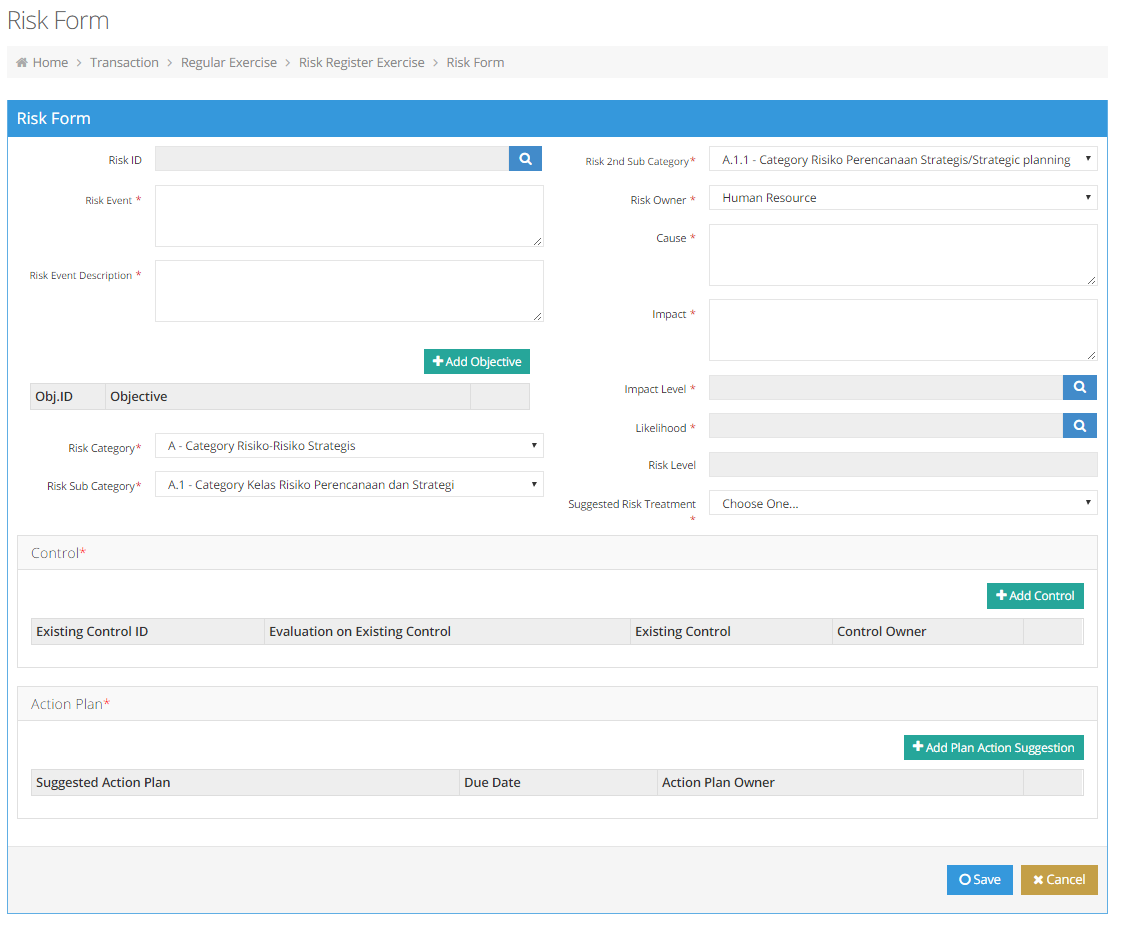 Risk Form
Home > Transaction > Regular Exercise > Risk Register Exercise > Risk Form
Risk Form
Risk ID
Risk Event *
Risk Event Description *
Add Objective
Obj.ID Objective
Risk Category* A - Category Risiko-Risiko Strategis
Risk Sub Category* A.1 - Category Kelas Risiko Perencanaan dan Strategi
Risk 2nd Sub Category* A.1.1 - Category Risiko Perencanaan Strategis/Strategic planning
Risk Owner * Human Resource
Cause *
Impact *
Impact Level *
Likelihood *
Risk Level
Suggested Risk Treatment Choose One...
*
Control*
Add Control
Existing Control ID Evaluation on Existing Control Existing Control Control Owner
Action Plan*
Add Plan Action Suggestion
Suggested Action Plan Due Date Action Plan Owner
Save Cancel